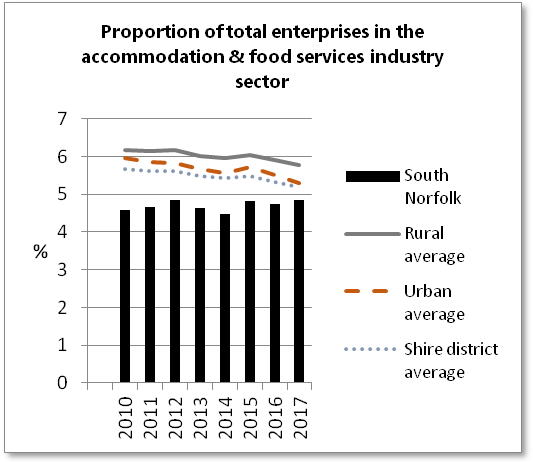 Proportion of total enterprises in the
accommodation & food services industry
sector
7
6
5
4
3
2
1
0
%
2010
2011
2012
2013
2014
2015
2016
2017
South
Norfolk
Rural
average
Urban
average
Shire district
average